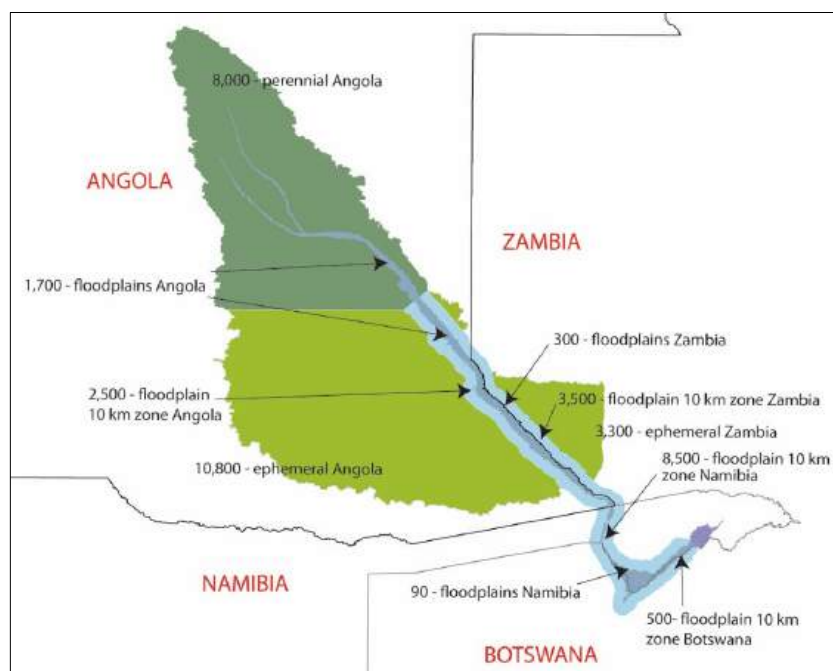 8,000 - perennial Angola
ANGOLA
ZAMBIA
1,700 - floodplains Angola
300 - floodplains Zambia
2,500 - floodplain
10 km zone Angola
3,500 - floodplain 10 km zone Zambia
3,300 - ephemeral Zambia
10,800 - ephemeral Angola
8,500 - floodplain 10 km
zone Namibia
NAMIBIA
90 - floodplains Namibia
500- floodplain 10 km
zone Botswana
BOTSWANA